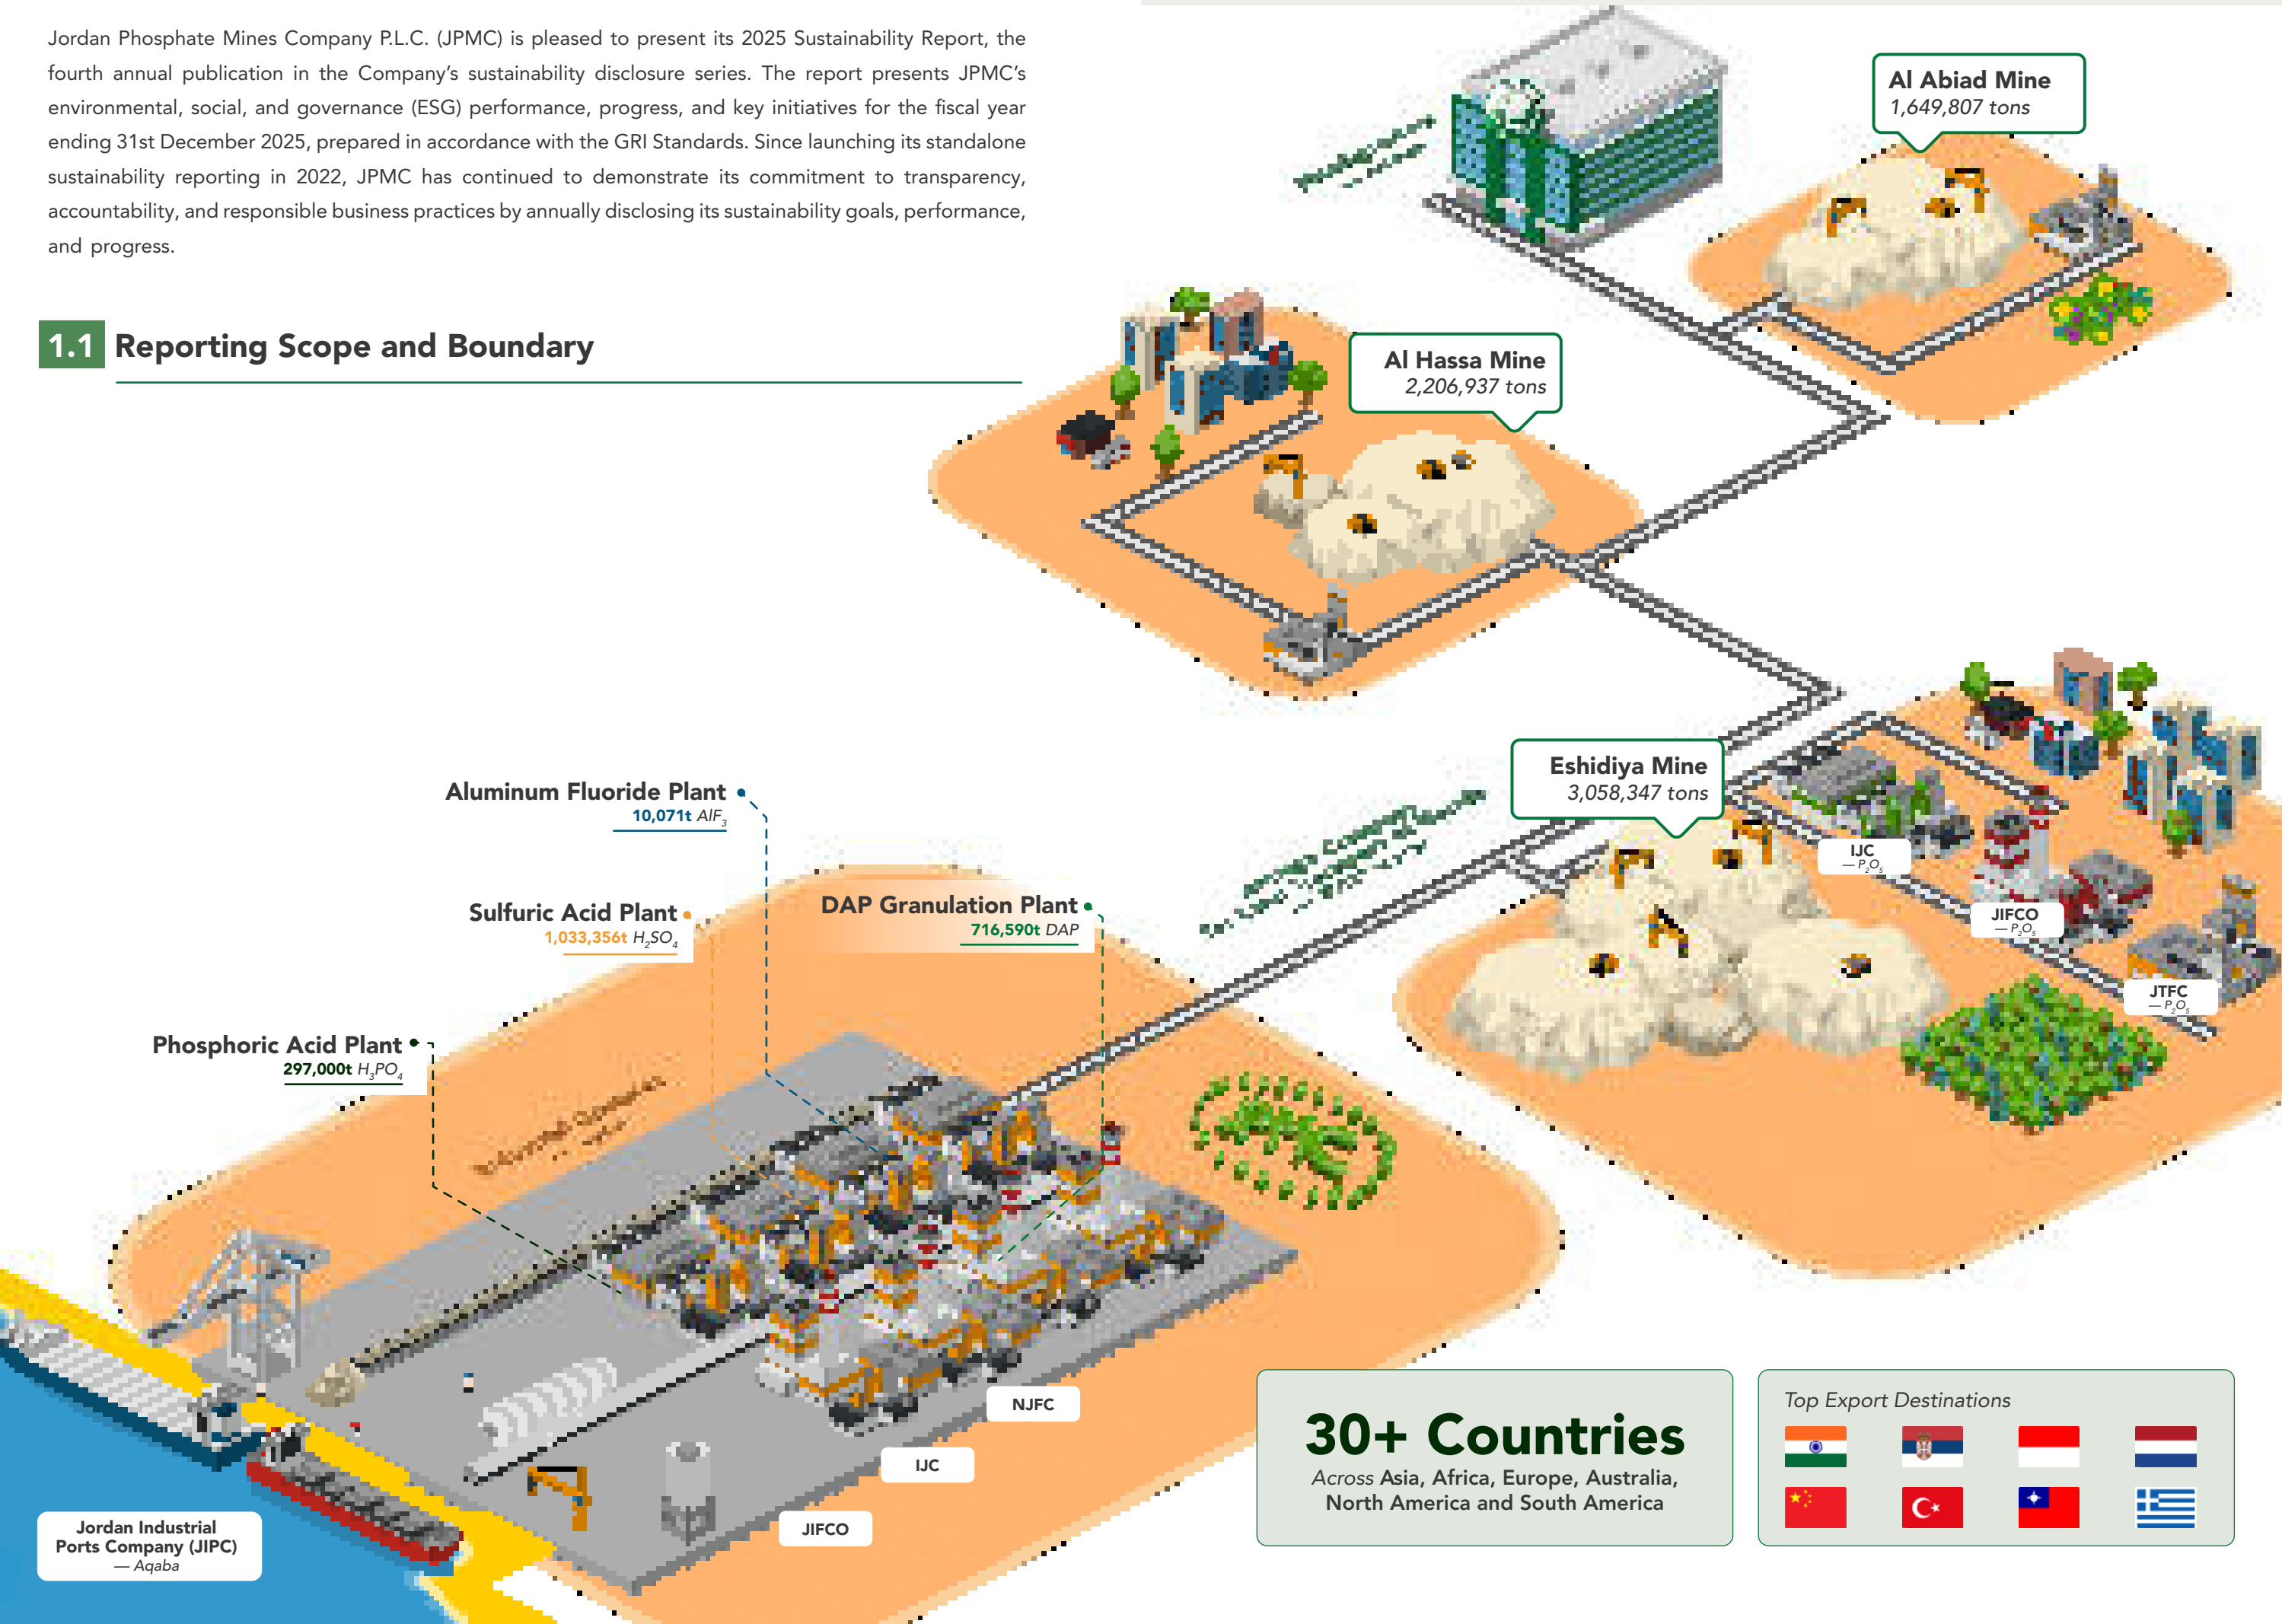 Jordan Phosphate Mines Company P.L.C. (JPMC) is pleased to present its 2025 Sustainability Report, the
fourth annual publication in the Company's sustainability disclosure series. The report presents JPMC's
environmental, social, and governance (ESG) performance, progress, and key initiatives for the fiscal year
ending 31st December 2025, prepared in accordance with the GRI Standards. Since launching its standalone
sustainability reporting in 2022, JPMC has continued to demonstrate its commitment to transparency,
accountability, and responsible business practices by annually disclosing its sustainability goals, performance,
and progress.
1.1 Reporting Scope and Boundary
Al Abiad Mine
1,649,807 tons
Al Hassa Mine
2,206,937 tons
Eshidiya Mine
3,058,347 tons
IJC
— P₂O₅
JIFCO
— P₂O₅
JTFC
— P₂O₅
Aluminum Fluoride Plant
10,071t AlF₃
Sulfuric Acid Plant
1,033,356t H₂SO₄
DAP Granulation Plant
716,590t DAP
Phosphoric Acid Plant
297,000t H₃PO₄
NJFC
IJC
JIFCO
Jordan Industrial
Ports Company (JIPC)
— Aqaba
30+ Countries
Across Asia, Africa, Europe, Australia,
North America and South America
Top Export Destinations